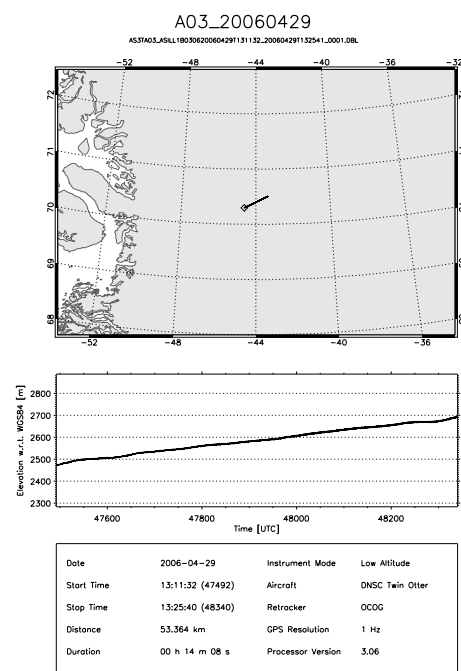 A03_20060429
AS3TA03_ASILL1B030620060429T131132_20060429T132541_0001.DBL
-52 -48 -44 -40 -36 -32
72
71
70
69
68
-52 -48 -44 -40 -36
Elevation w.r.t. WGS84 [m]
2800
2700
2600
2500
2400
2300
47600 47800 48000 48200
Time [UTC]
Date 2006-04-29 Instrument Mode Low Altitude
Start Time 13:11:32 (47492) Aircraft DNSC Twin Otter
Stop Time 13:25:40 (48340) Retracker OCOG
Distance 53.364 km GPS Resolution 1 Hz
Duration 00 h 14 m 08 s Processor Version 3.06